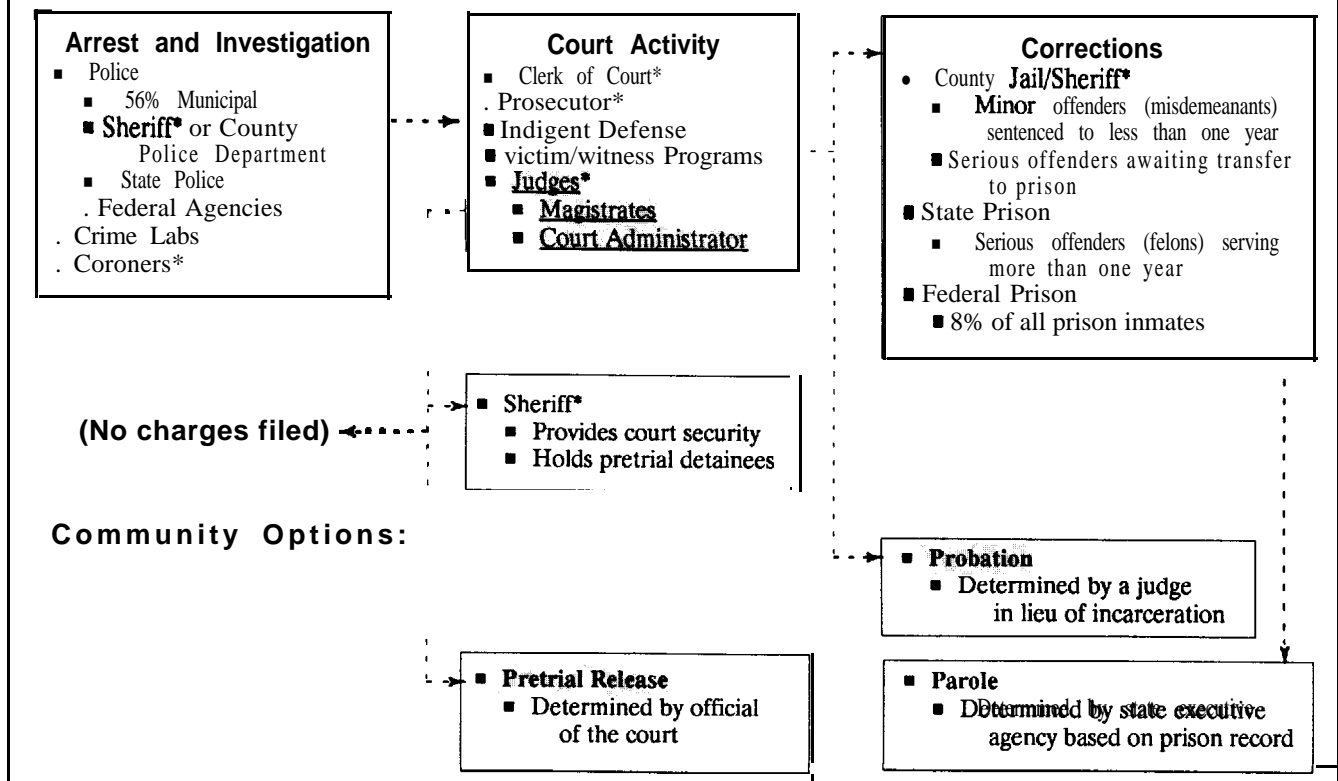 Arrest and Investigation
■ Police
■ 56% Municipal
■ Sheriff* or County
Police Department
■ State Police
. Federal Agencies
. Crime Labs
. Coroners*
Court Activity
■ Clerk of Court*
. Prosecutor*
■ Indigent Defense
■ victim/witness Programs
■ Judges*
■ Magistrates
■ Court Administrator
Corrections
● County Jail/Sheriff*
■ Minor offenders (misdemeanants)
sentenced to less than one year
■ Serious offenders awaiting transfer
to prison
■ State Prison
■ Serious offenders (felons) serving
more than one year
■ Federal Prison
■ 8% of all prison inmates
(No charges filed)
■ Sheriff*
■ Provides court security
■ Holds pretrial detainees
Community Options:
■ Probation
■ Determined by a judge
in lieu of incarceration
■ Pretrial Release
■ Determined by official
of the court
■ Parole
■ Determined by state executive
agency based on prison record